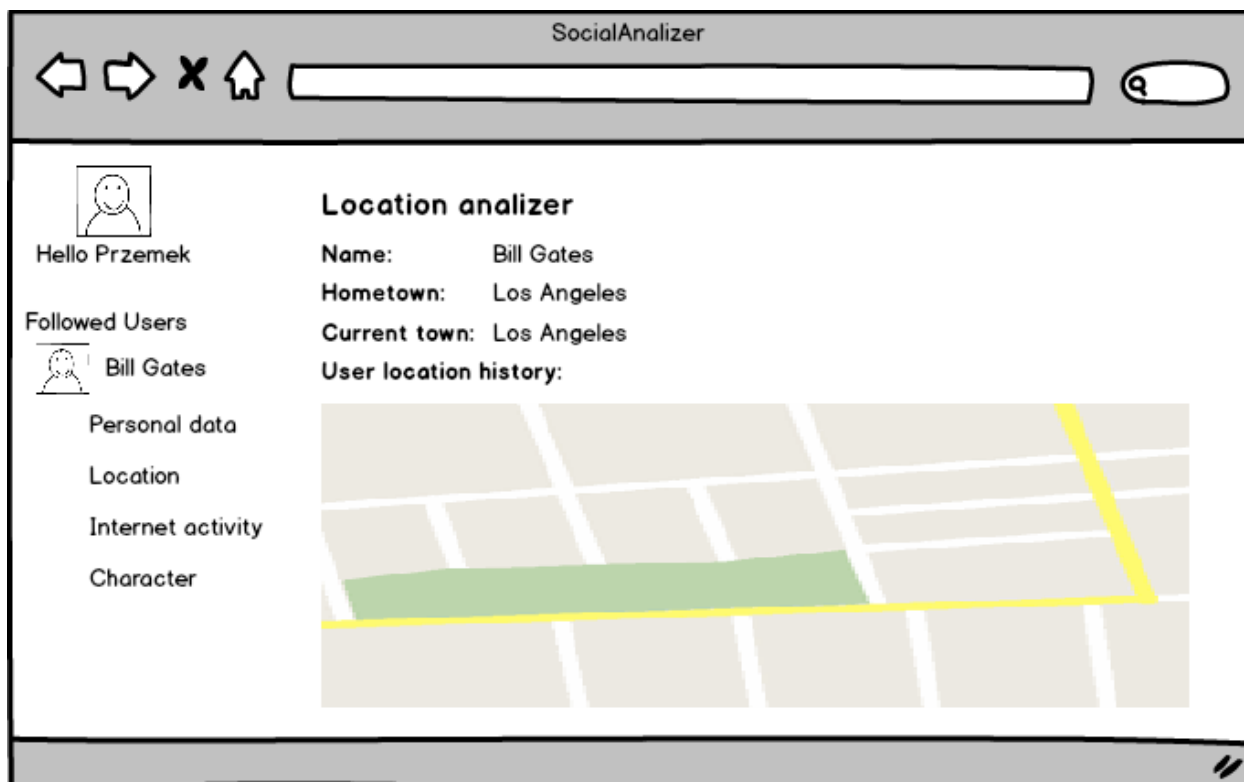 SocialAnalizer
Hello Przemek
Followed Users
Bill Gates
Personal data
Location
Internet activity
Character
Location analizer
Name: Bill Gates
Hometown: Los Angeles
Current town: Los Angeles
User location history: